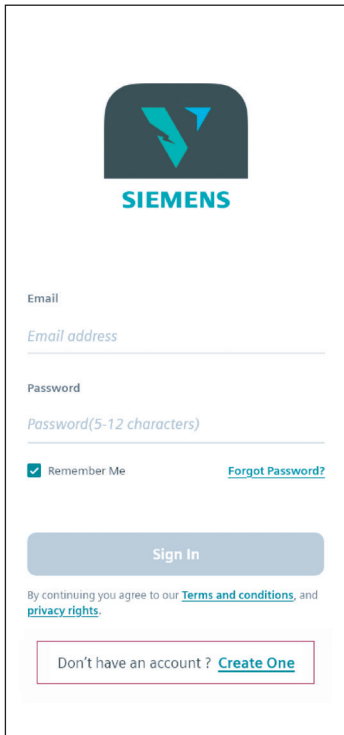 SIEMENS
Email
Email address
Password
Password(5-12 characters)
Remember Me Forgot Password?
Sign In
By continuing you agree to our Terms and conditions, and
privacy rights.
Don't have an account ? Create One